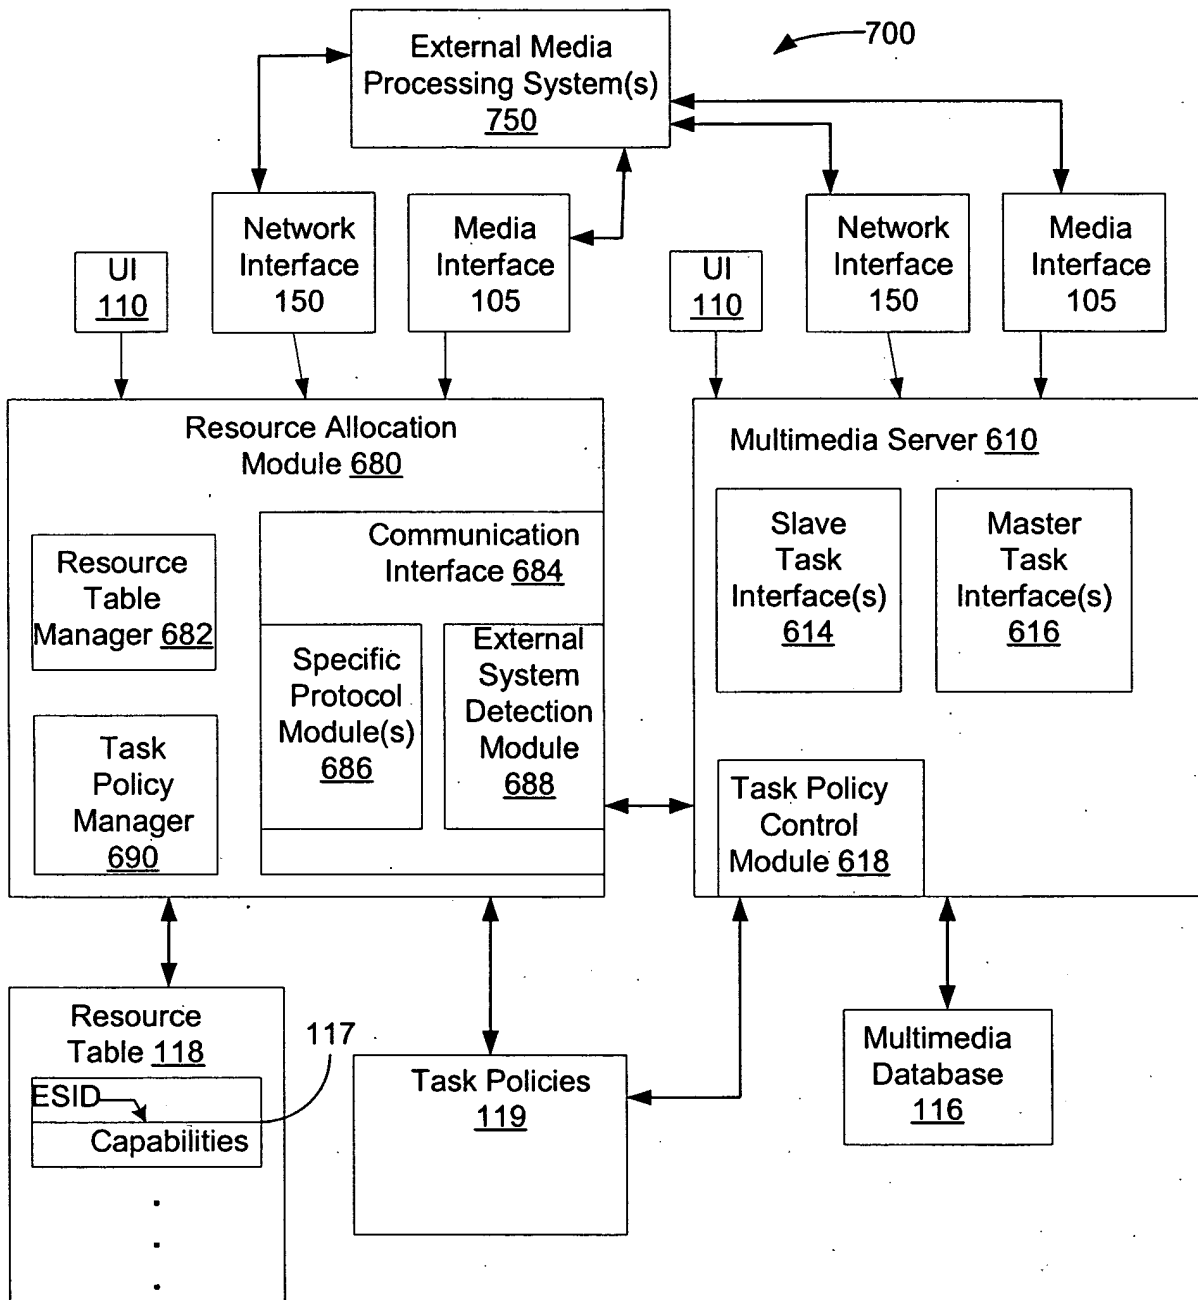 External Media
Processing System(s)
750
700
Network
Interface
150
Media
Interface
105
UI
110
Network
Interface
150
Media
Interface
105
UI
110
Resource Allocation
Module 680
Resource
Table
Manager 682
Communication
Interface 684
Specific
Protocol
Module(s)
686
External
System
Detection
Module
688
Task
Policy
Manager
690
Multimedia Server 610
Slave
Task
Interface(s)
614
Master
Task
Interface(s)
616
Task Policy
Control
Module 618
Resource
Table 118
117
ESID
Capabilities
Task Policies
119
Multimedia
Database
116